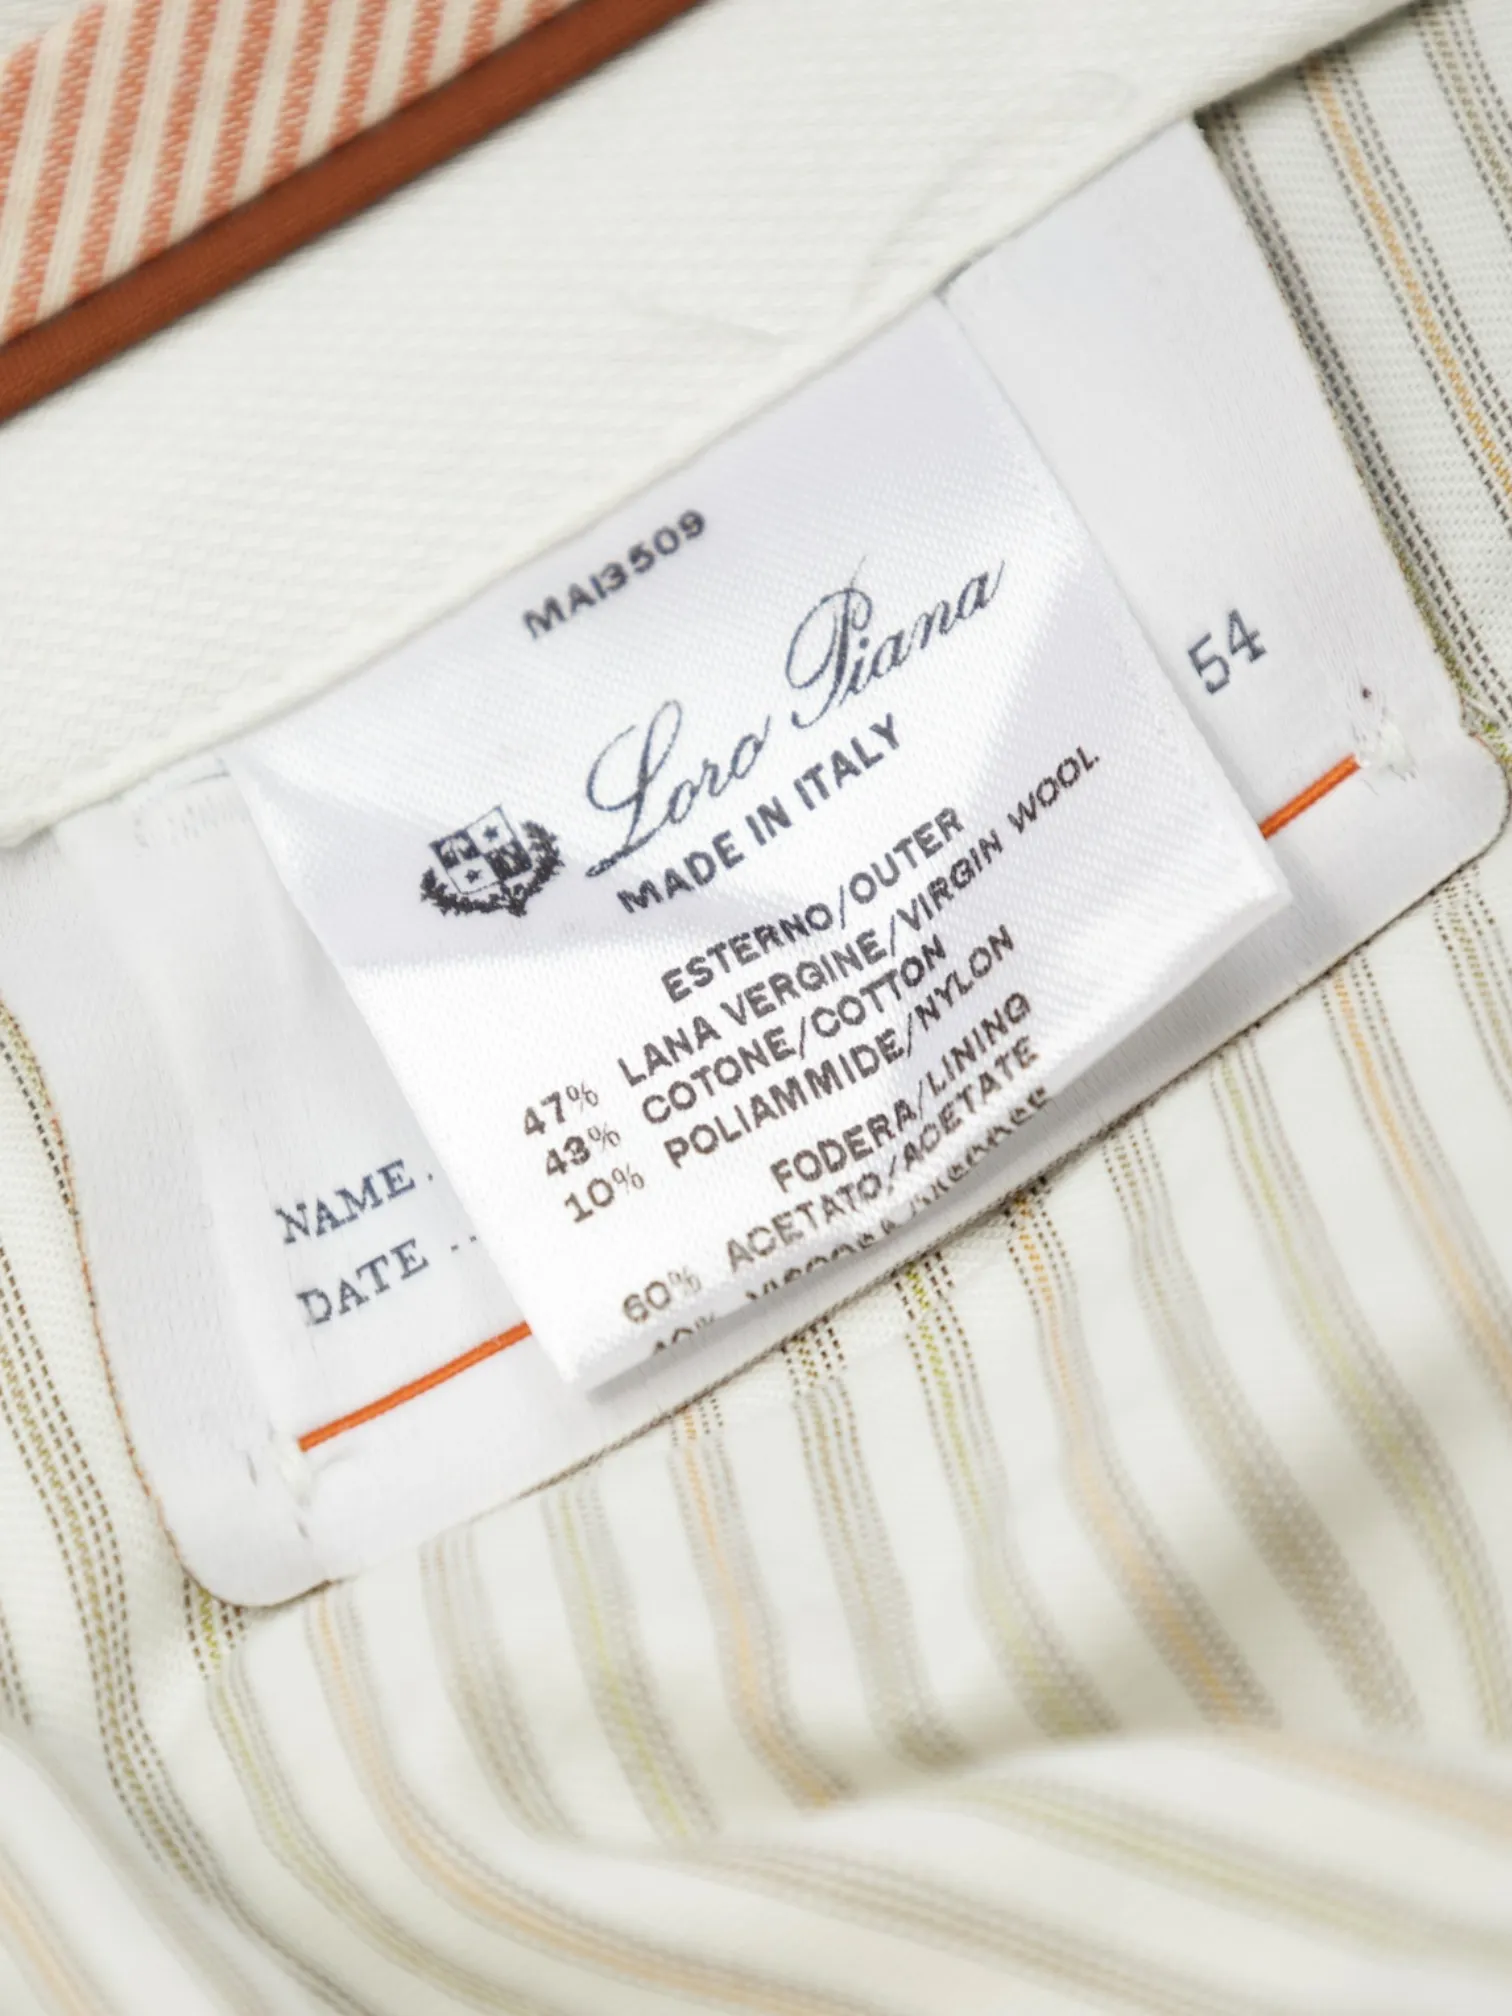 MAI3509
Loro Piana
MADE IN ITALY
54
ESTERNO/OUTER
47% LANA VERGINE/VIRGIN WOOL
43% COTONE/COTTON
10% POLIAMMIDE/NYLON
FODERA/LINING
60% ACETATO/ACETATE
40%
NAME.
DATE ..